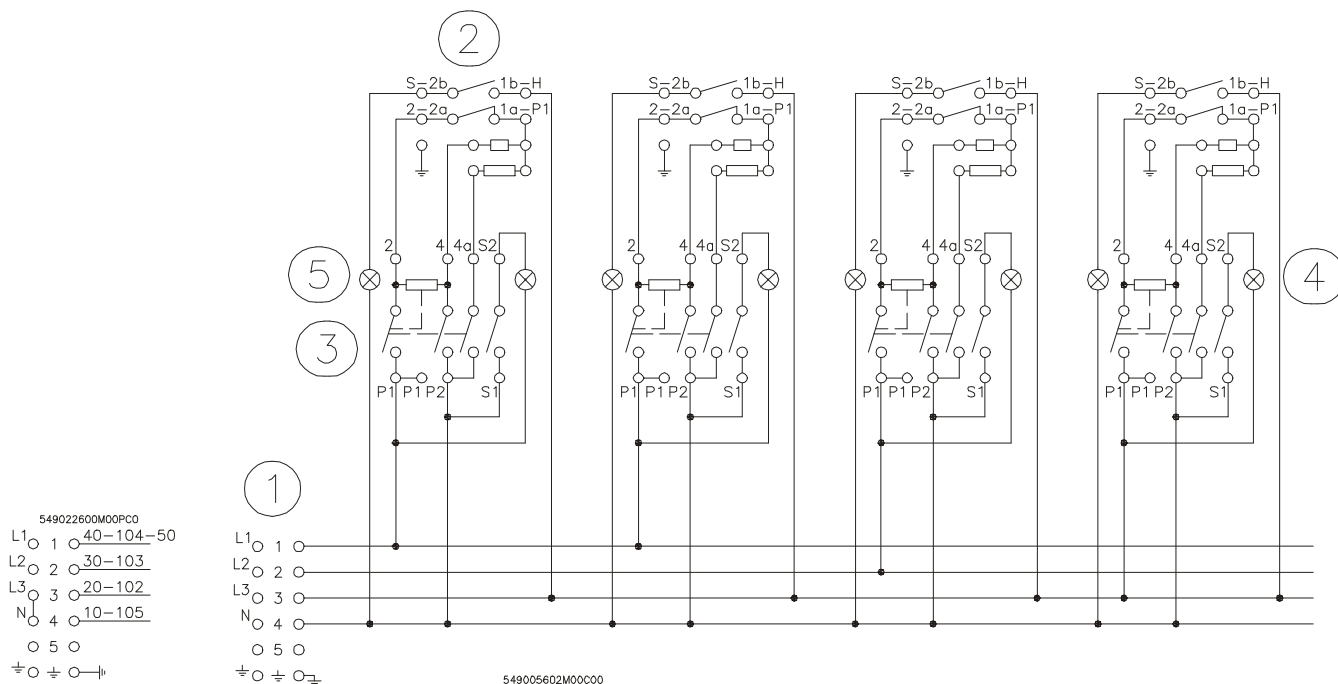 2
S-2b 1b-H S-2b 1b-H S-2b 1b-H S-2b 1b-H
2-2a 1a-P1 2-2a 1a-P1 2-2a 1a-P1 2-2a 1a-P1
2 4 4a S2 2 4 4a S2 2 4 4a S2 2 4 4a S2
5 4
3
P1 P1 P2 S1 P1 P1 P2 S1 P1 P1 P2 S1 P1 P1 P2 S1
1
549022600M00PC0
L1 1 40-104-50
L2 2 30-103
L3 3 20-102
N 4 10-105
5
L1 1
L2 2
L3 3
N 4
5
549005602M00C00